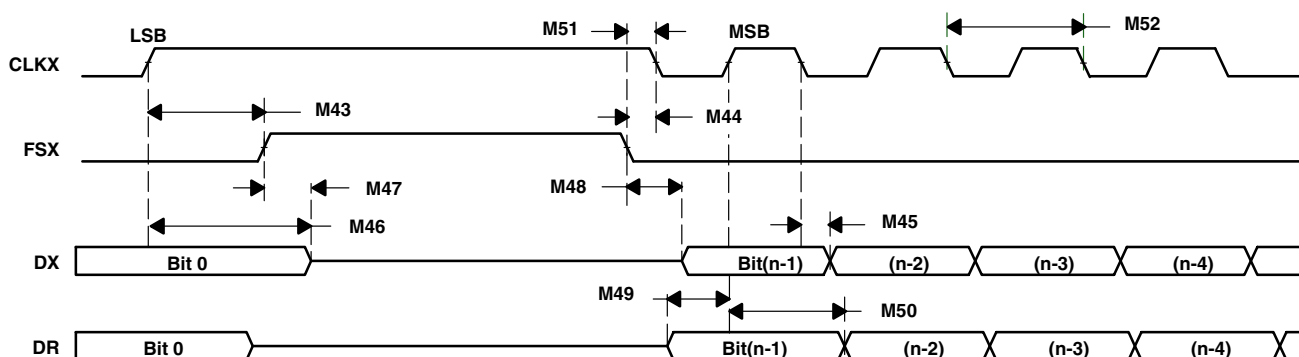 LSB M51 MSB M52
CLKX
M43 M44
FSX
M47 M48
M46 M45
DX Bit 0 Bit(n-1) (n-2) (n-3) (n-4)
M49 M50
DR Bit 0 Bit(n-1) (n-2) (n-3) (n-4)